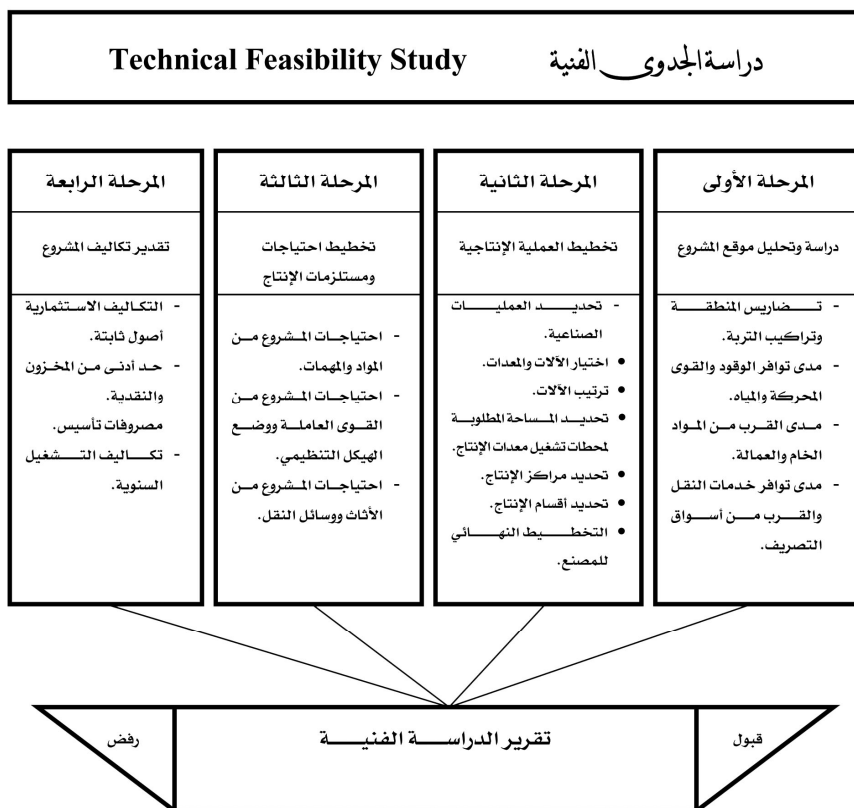 دراسة الجدوى الفنية Technical Feasibility Study
المرحلة الأولى
دراسة وتحليل موقع المشروع
- تضاريس المنطقة
وتراكيب التربة.
- مدى توافر الوقود والقوى
المحركة والمياه.
- مدى القرب من المواد
الخام والعمالة.
- مدى توافر خدمات النقل
والقرب من أسواق
التصريف.
المرحلة الثانية
تخطيط العملية الإنتاجية
- تحديد العمليات
الصناعية.
• اختيار الآلات والمعدات.
• ترتيب الآلات.
• تحديد المساحة المطلوبة
لمحطات تشغيل معدات الإنتاج.
• تحديد مراكز الإنتاج.
• تحديد أقسام الإنتاج.
• التخطيط النهائي
للمصنع.
المرحلة الثالثة
تخطيط احتياجات
ومستلزمات الإنتاج
- احتياجات المشروع من
المواد والمهمات.
- احتياجات المشروع من
القوى العاملة ووضع
الهيكل التنظيمي.
- احتياجات المشروع من
الأثاث ووسائل النقل.
المرحلة الرابعة
تقدير تكاليف المشروع
- التكاليف الاستثمارية
أصول ثابتة.
- حد أدنى من المخزون
والنقدية.
مصروفات تأسيس.
- تكاليف التشغيل
السنوية.
قبول
تقرير الدراسة الفنية
رفض